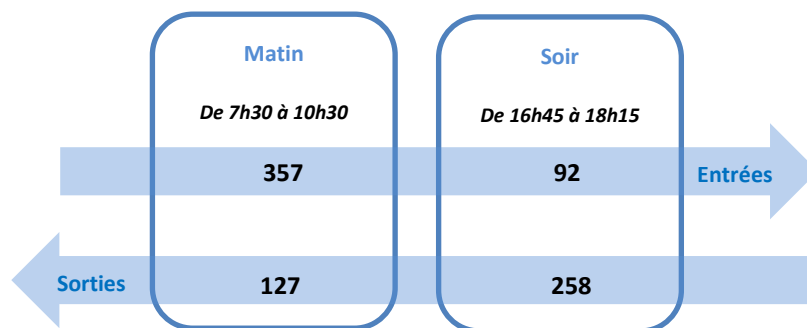 Matin
Soir
De 7h30 à 10h30
De 16h45 à 18h15
357
92
Entrées
Sorties
127
258